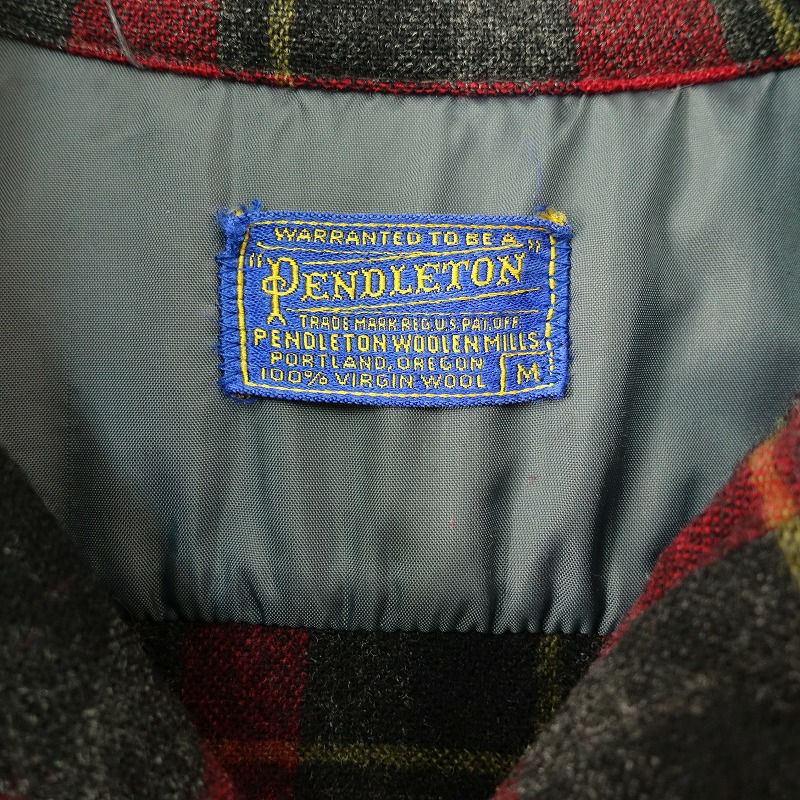 WARRANTED TO BE A
"PENDLETON"
TRADE MARK REG. U.S. PAT. OFF.
PENDLETON WOOLEN MILLS
PORTLAND, OREGON
100% VIRGIN WOOL
M